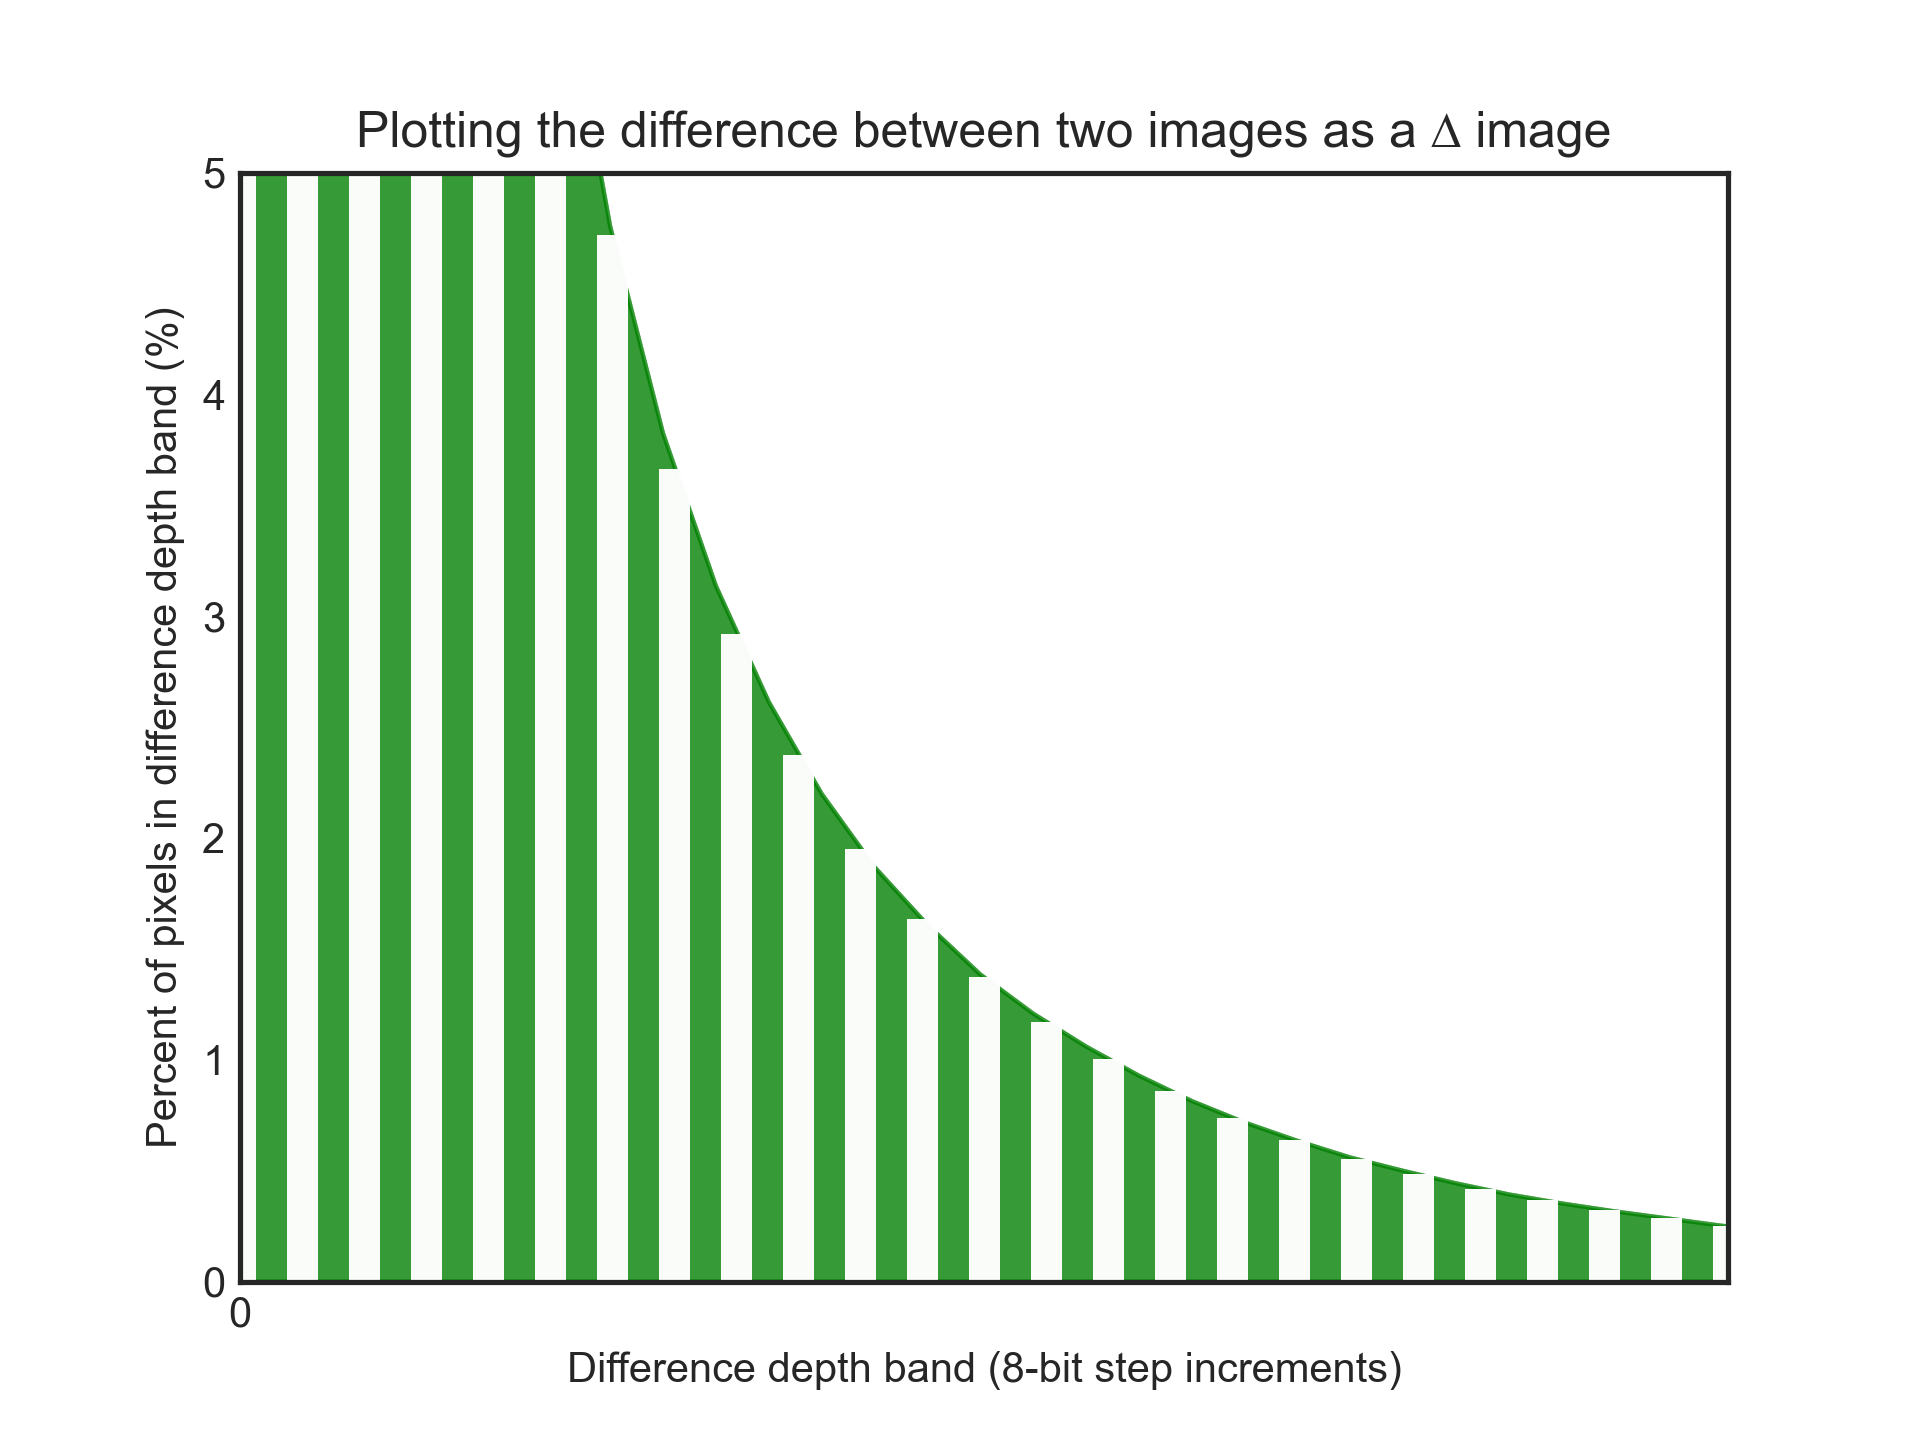 Plotting the difference between two images as a Δ image
5
4
3
2
1
0
0
Percent of pixels in difference depth band (%)
Difference depth band (8-bit step increments)